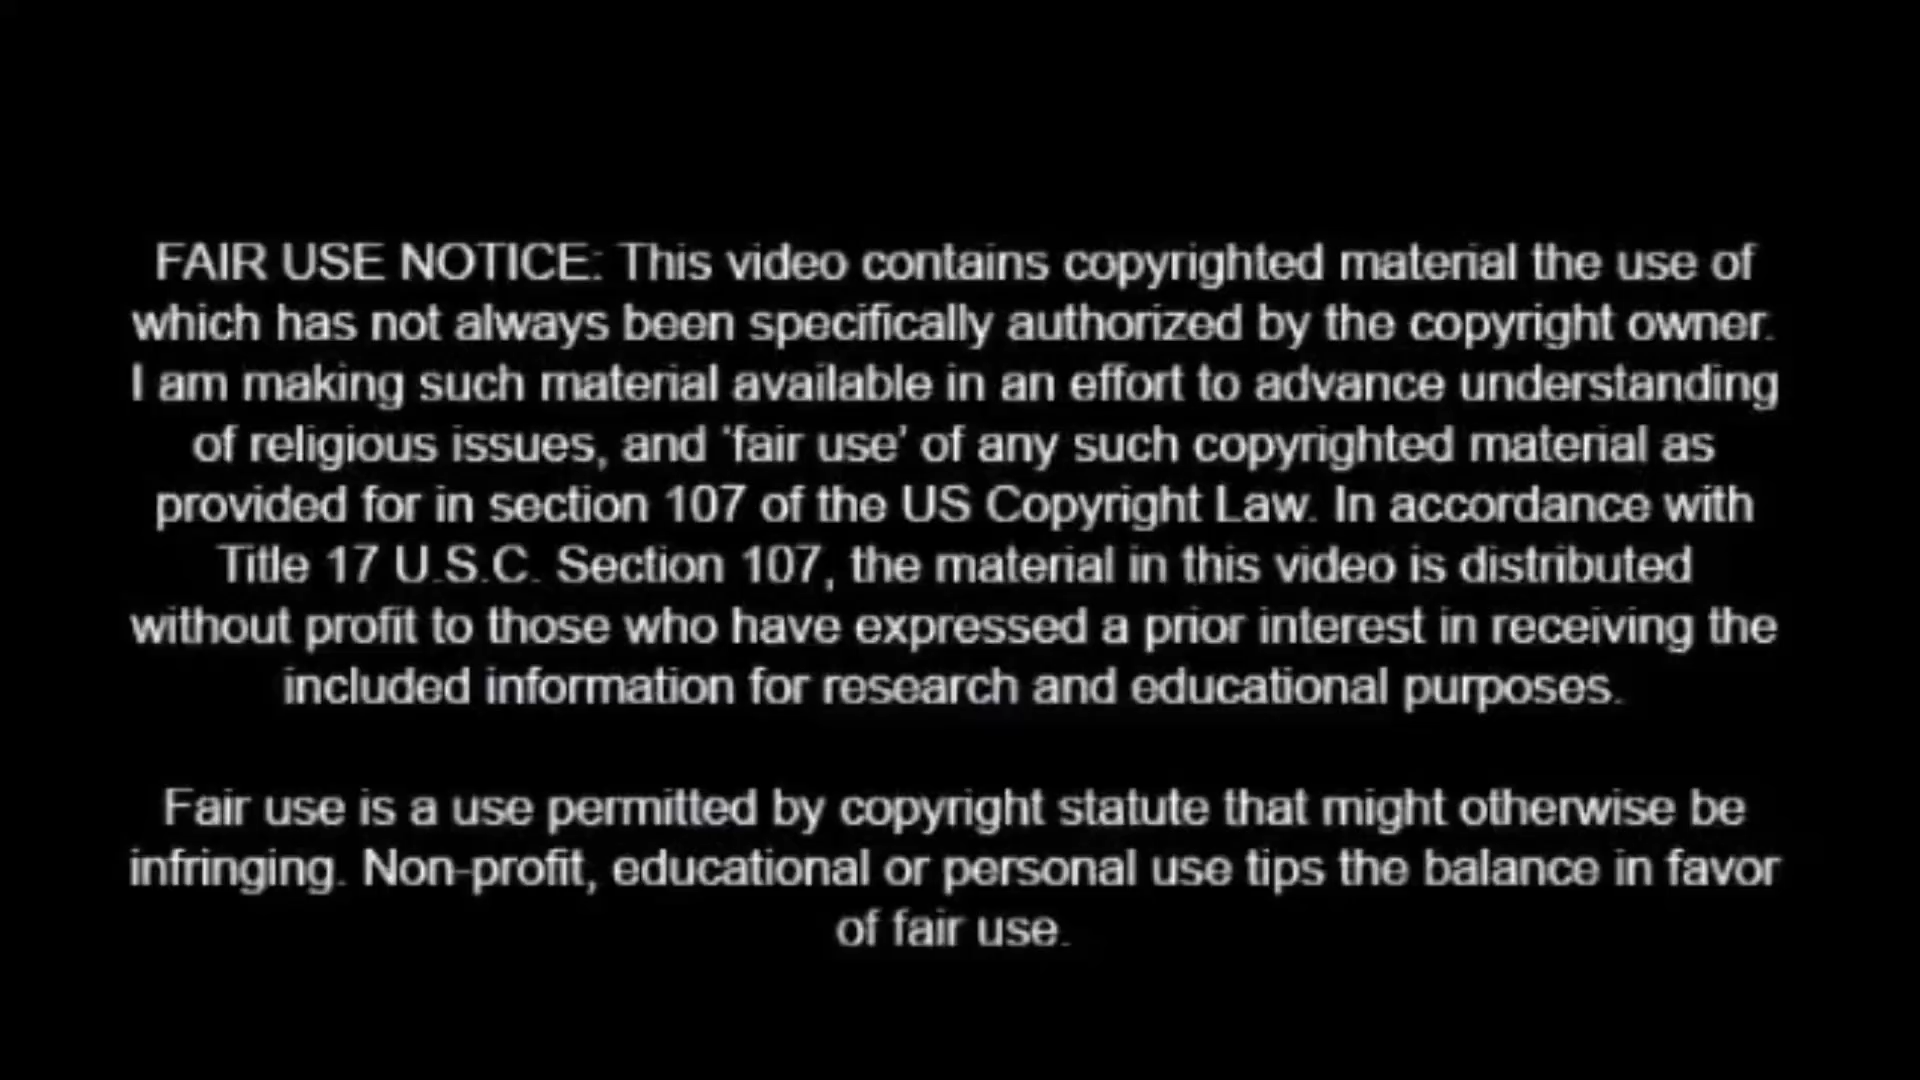 FAIR USE NOTICE: This video contains copyrighted material the use of
which has not always been specifically authorized by the copyright owner.
I am making such material available in an effort to advance understanding
of religious issues, and ‘fair use’ of any such copyrighted material as
provided for in section 107 of the US Copyright Law. In accordance with
Title 17 U.S.C. Section 107, the material in this video is distributed
without profit to those who have expressed a prior interest in receiving the
included information for research and educational purposes.
Fair use is a use permitted by copyright statute that might otherwise be
infringing. Non-profit, educational or personal use tips the balance in favor
of fair use.